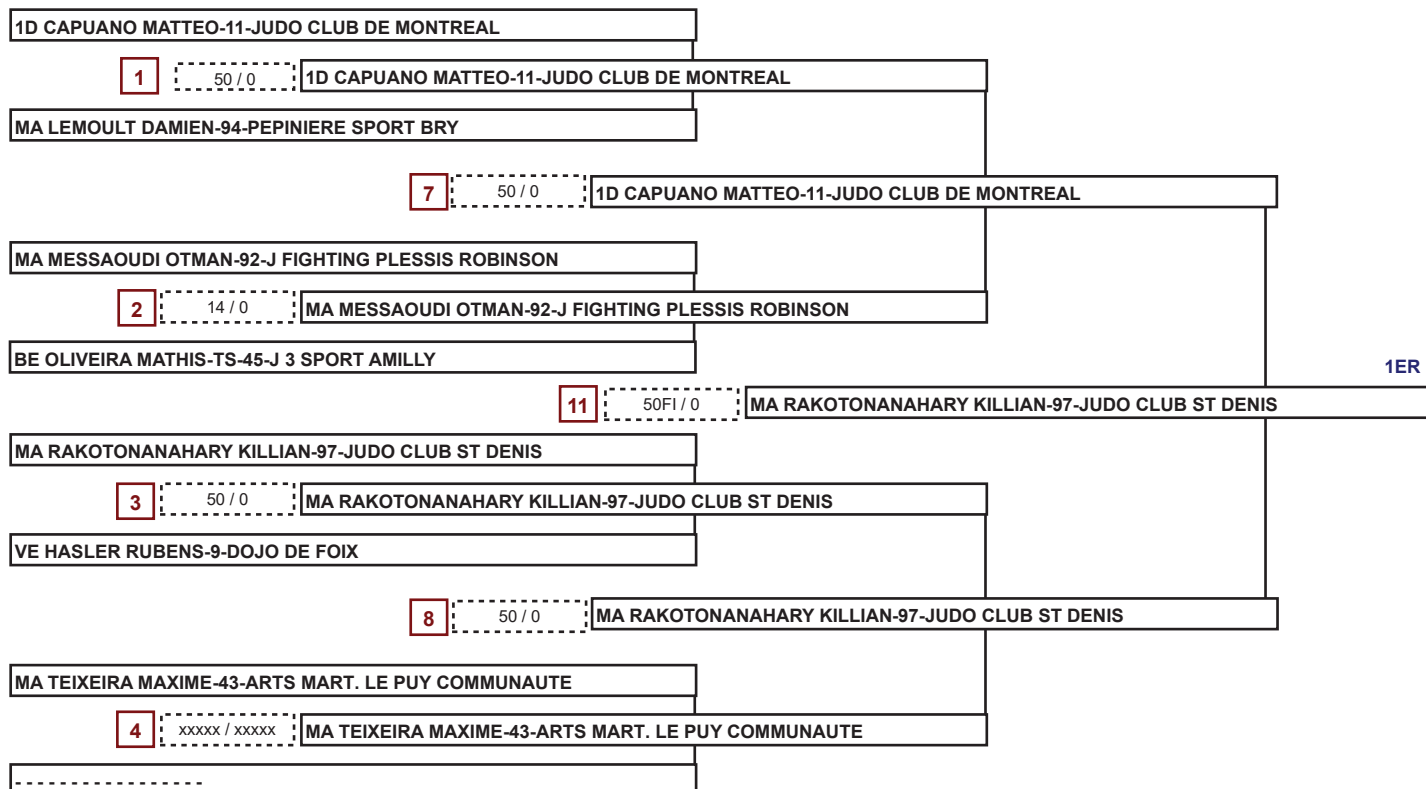 1D CAPUANO MATTEO-11-JUDO CLUB DE MONTREAL
1 50 / 0 1D CAPUANO MATTEO-11-JUDO CLUB DE MONTREAL
MA LEMOULT DAMIEN-94-PEPINIERE SPORT BRY
7 50 / 0 1D CAPUANO MATTEO-11-JUDO CLUB DE MONTREAL
MA MESSAOUDI OTMAN-92-J FIGHTING PLESSIS ROBINSON
2 14 / 0 MA MESSAOUDI OTMAN-92-J FIGHTING PLESSIS ROBINSON
BE OLIVEIRA MATHIS-TS-45-J 3 SPORT AMILLY
1ER
11 50FI / 0 MA RAKOTONANAHARY KILLIAN-97-JUDO CLUB ST DENIS
MA RAKOTONANAHARY KILLIAN-97-JUDO CLUB ST DENIS
3 50 / 0 MA RAKOTONANAHARY KILLIAN-97-JUDO CLUB ST DENIS
VE HASLER RUBENS-9-DOJO DE FOIX
8 50 / 0 MA RAKOTONANAHARY KILLIAN-97-JUDO CLUB ST DENIS
MA TEIXEIRA MAXIME-43-ARTS MART. LE PUY COMMUNAUTE
4 xxxxx / xxxxx MA TEIXEIRA MAXIME-43-ARTS MART. LE PUY COMMUNAUTE
- - - - - - - - - - - - - - - - - -